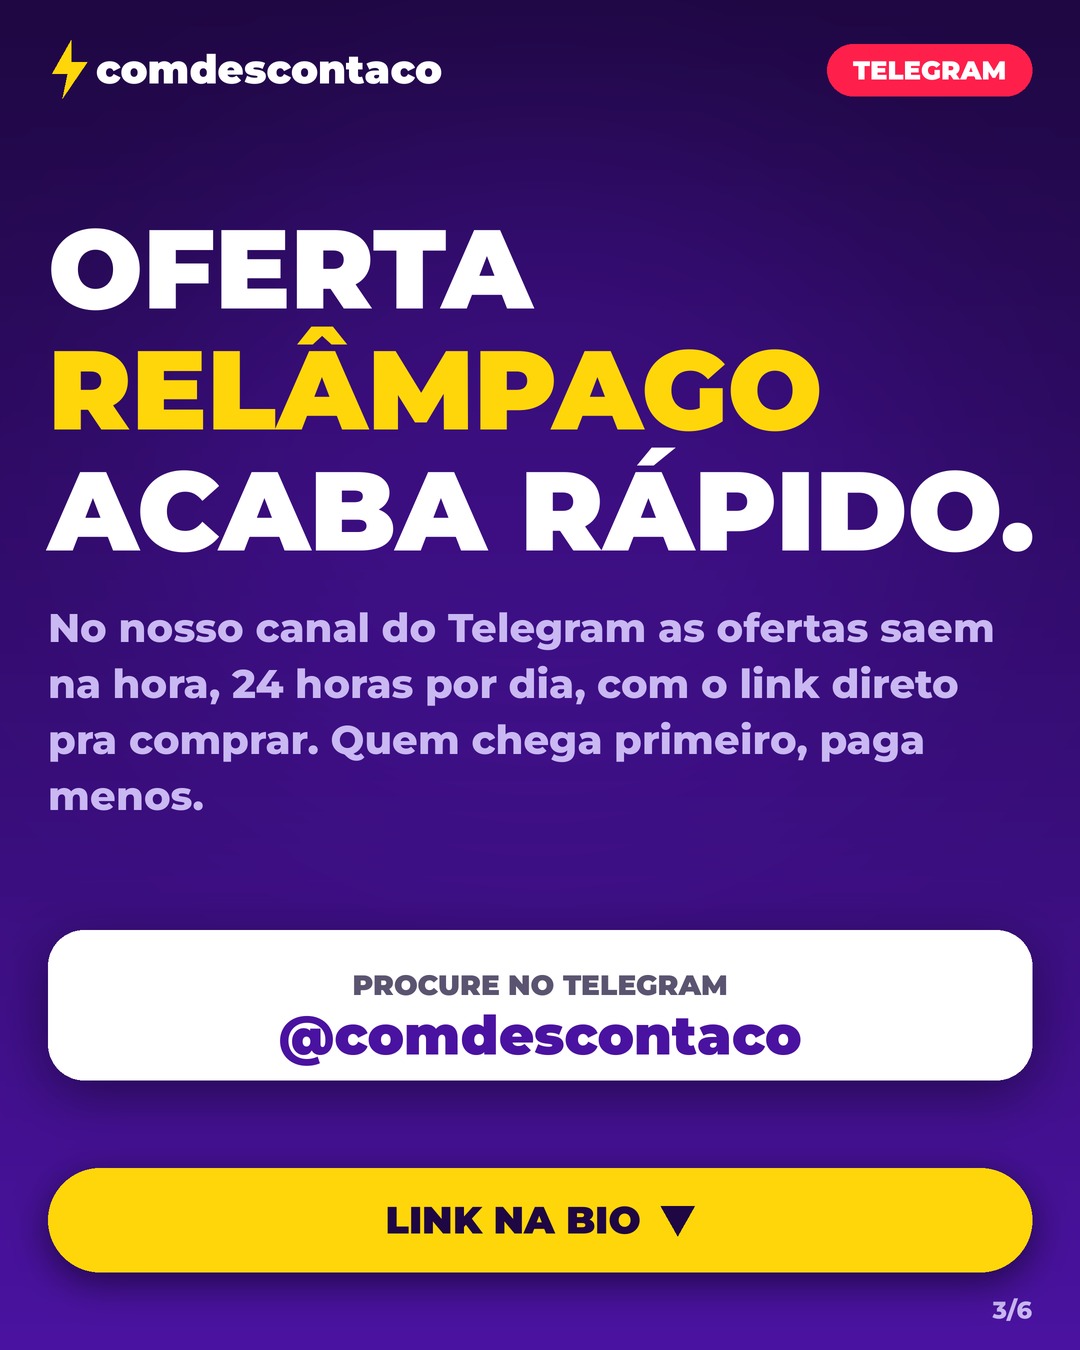 comdescontaco
TELEGRAM
OFERTA
RELÂMPAGO
ACABA RÁPIDO.
No nosso canal do Telegram as ofertas saem
na hora, 24 horas por dia, com o link direto
pra comprar. Quem chega primeiro, paga
menos.
PROCURE NO TELEGRAM
@comdescontaco
LINK NA BIO ▼
3/6